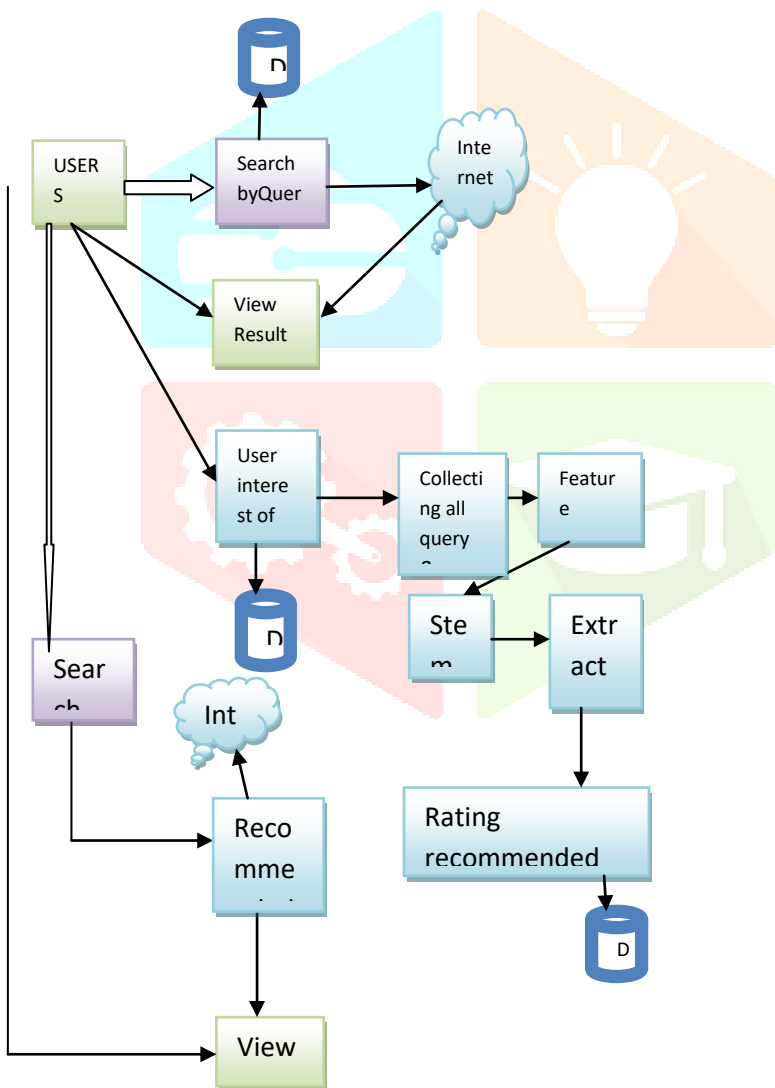 D
USER
S
Search
byQuer
Inte
rnet
View
Result
User
intere
st of
Collecti
ng all
query
Featur
e
D
Ste
m
Extr
act
Sear
ch
Int
Reco
mme
Rating
recommended
D
View